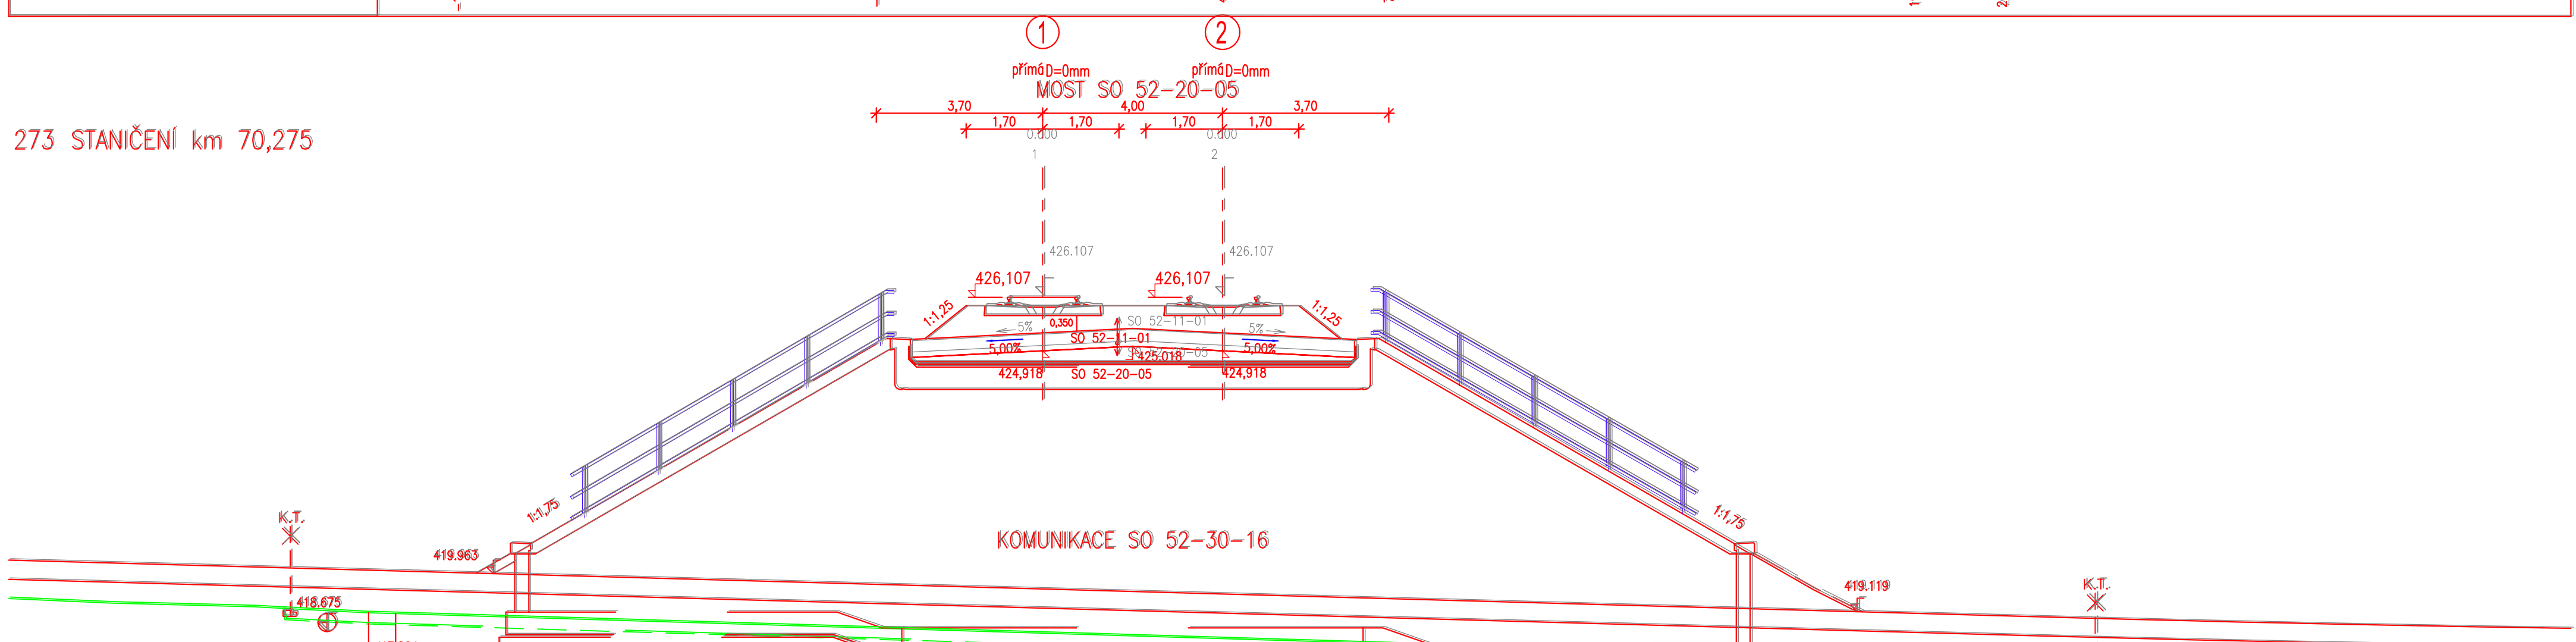 1 2
přímá D=0mm přímá D=0mm
MOST SO 52-20-05
3,70 4,00 3,70
1,70 1,70 1,70 1,70
0.000 0.000
273 STANIČENÍ km 70,275
1 2
426.107 426.107
426,107 426,107
1:1,25 1:1,25
5% 0,350 SO 52-11-01 5%
5,00% SO 52-11-01 5,00%
425.018
424,918 SO 52-20-05 424,918
1:1,75 1:1,75
K.T.
KOMUNIKACE SO 52-30-16
419.963
419.119 K.T.
418.675